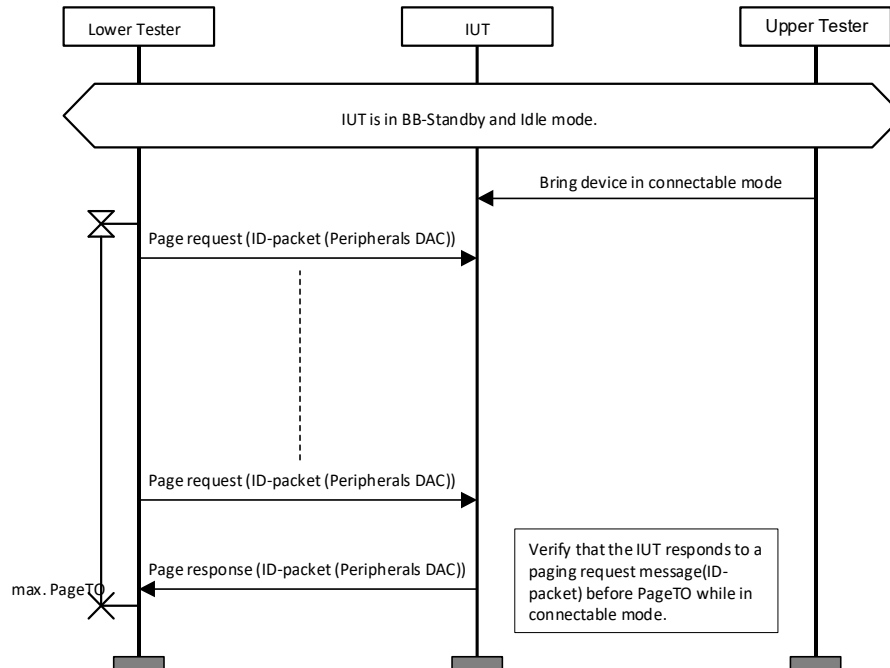 Lower Tester
IUT
Upper Tester
IUT is in BB-Standby and Idle mode.
Bring device in connectable mode
Page request (ID-packet (Peripherals DAC))
Page request (ID-packet (Peripherals DAC))
Page response (ID-packet (Peripherals DAC))
max. PageTO
Verify that the IUT responds to a
paging request message(ID-
packet) before PageTO while in
connectable mode.